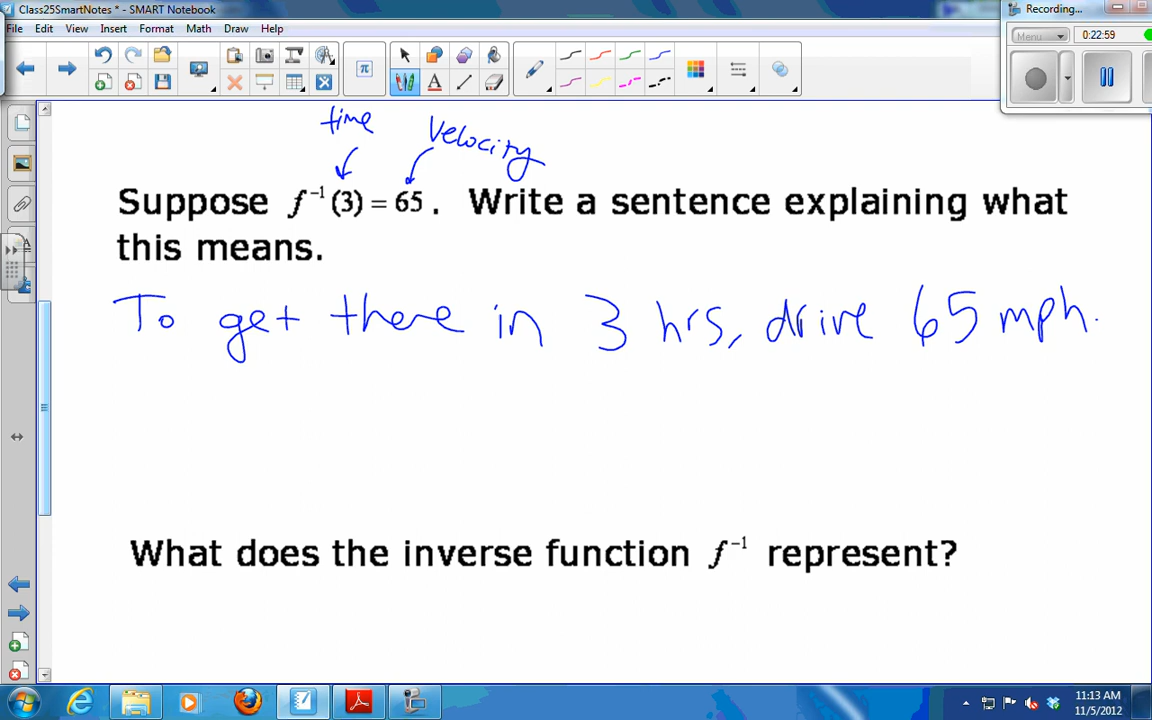 Class25SmartNotes * - SMART Notebook
Recording...
File Edit View Insert Format Math Draw Help
Menu
0:22:59
π
A
time
velocity
Suppose f⁻¹(3) = 65. Write a sentence explaining what
this means.
To get there in 3 hrs, drive 65 mph.
What does the inverse function f⁻¹ represent?
11:13 AM
11/5/2012